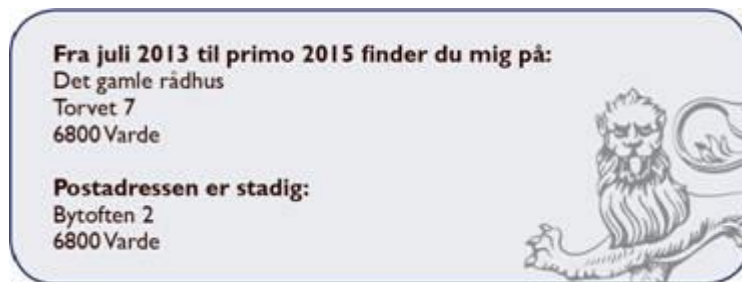 Fra juli 2013 til primo 2015 finder du mig på:
Det gamle rådhus
Torvet 7
6800 Varde
Postadressen er stadig:
Bytoften 2
6800 Varde